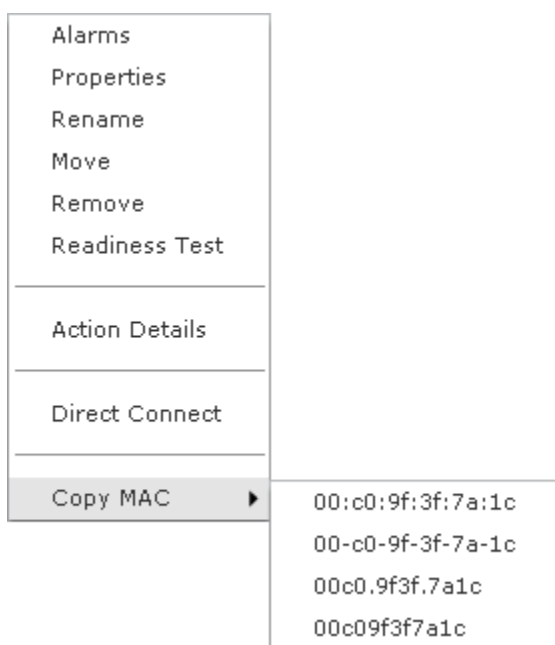 Alarms
Properties
Rename
Move
Remove
Readiness Test
Action Details
Direct Connect
Copy MAC
00:c0:9f:3f:7a:1c
00-c0-9f-3f-7a-1c
00c0.9f3f.7a1c
00c09f3f7a1c